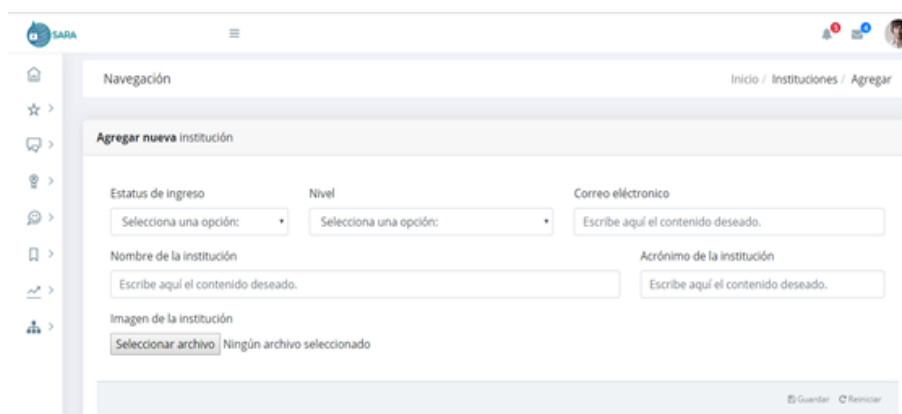 SARA
Navegación
Inicio / Instituciones / Agregar
Agregar nueva institución
Estatus de ingreso Nivel Correo eléctronico
Selecciona una opción: Selecciona una opción: Escribe aquí el contenido deseado.
Nombre de la institución Acrónimo de la institución
Escribe aquí el contenido deseado. Escribe aquí el contenido deseado.
Imagen de la institución
Seleccionar archivo Ningún archivo seleccionado
Guardar Reiniciar